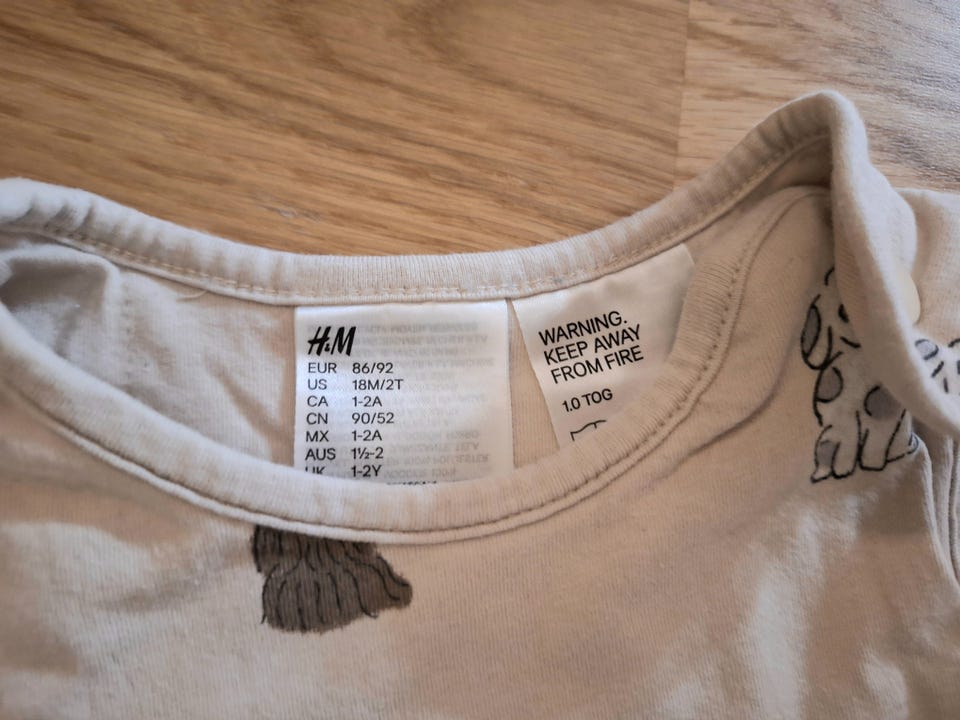 H&M
EUR 86/92
US 18M/2T
CA 1-2A
CN 90/52
MX 1-2A
AUS 1½-2
UK 1-2Y
WARNING.
KEEP AWAY
FROM FIRE
1.0 TOG